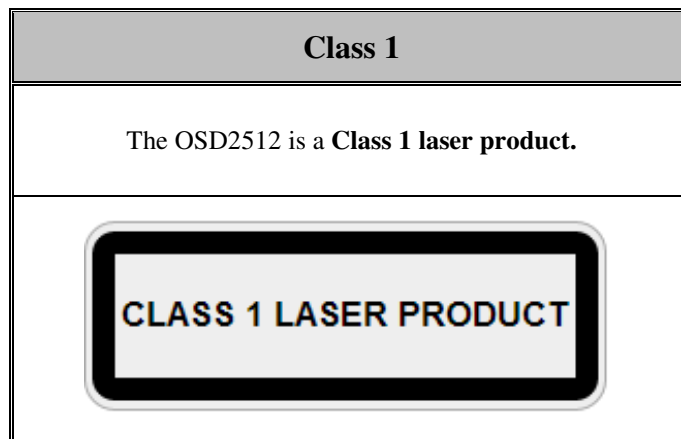 Class 1
The OSD2512 is a Class 1 laser product.
CLASS 1 LASER PRODUCT